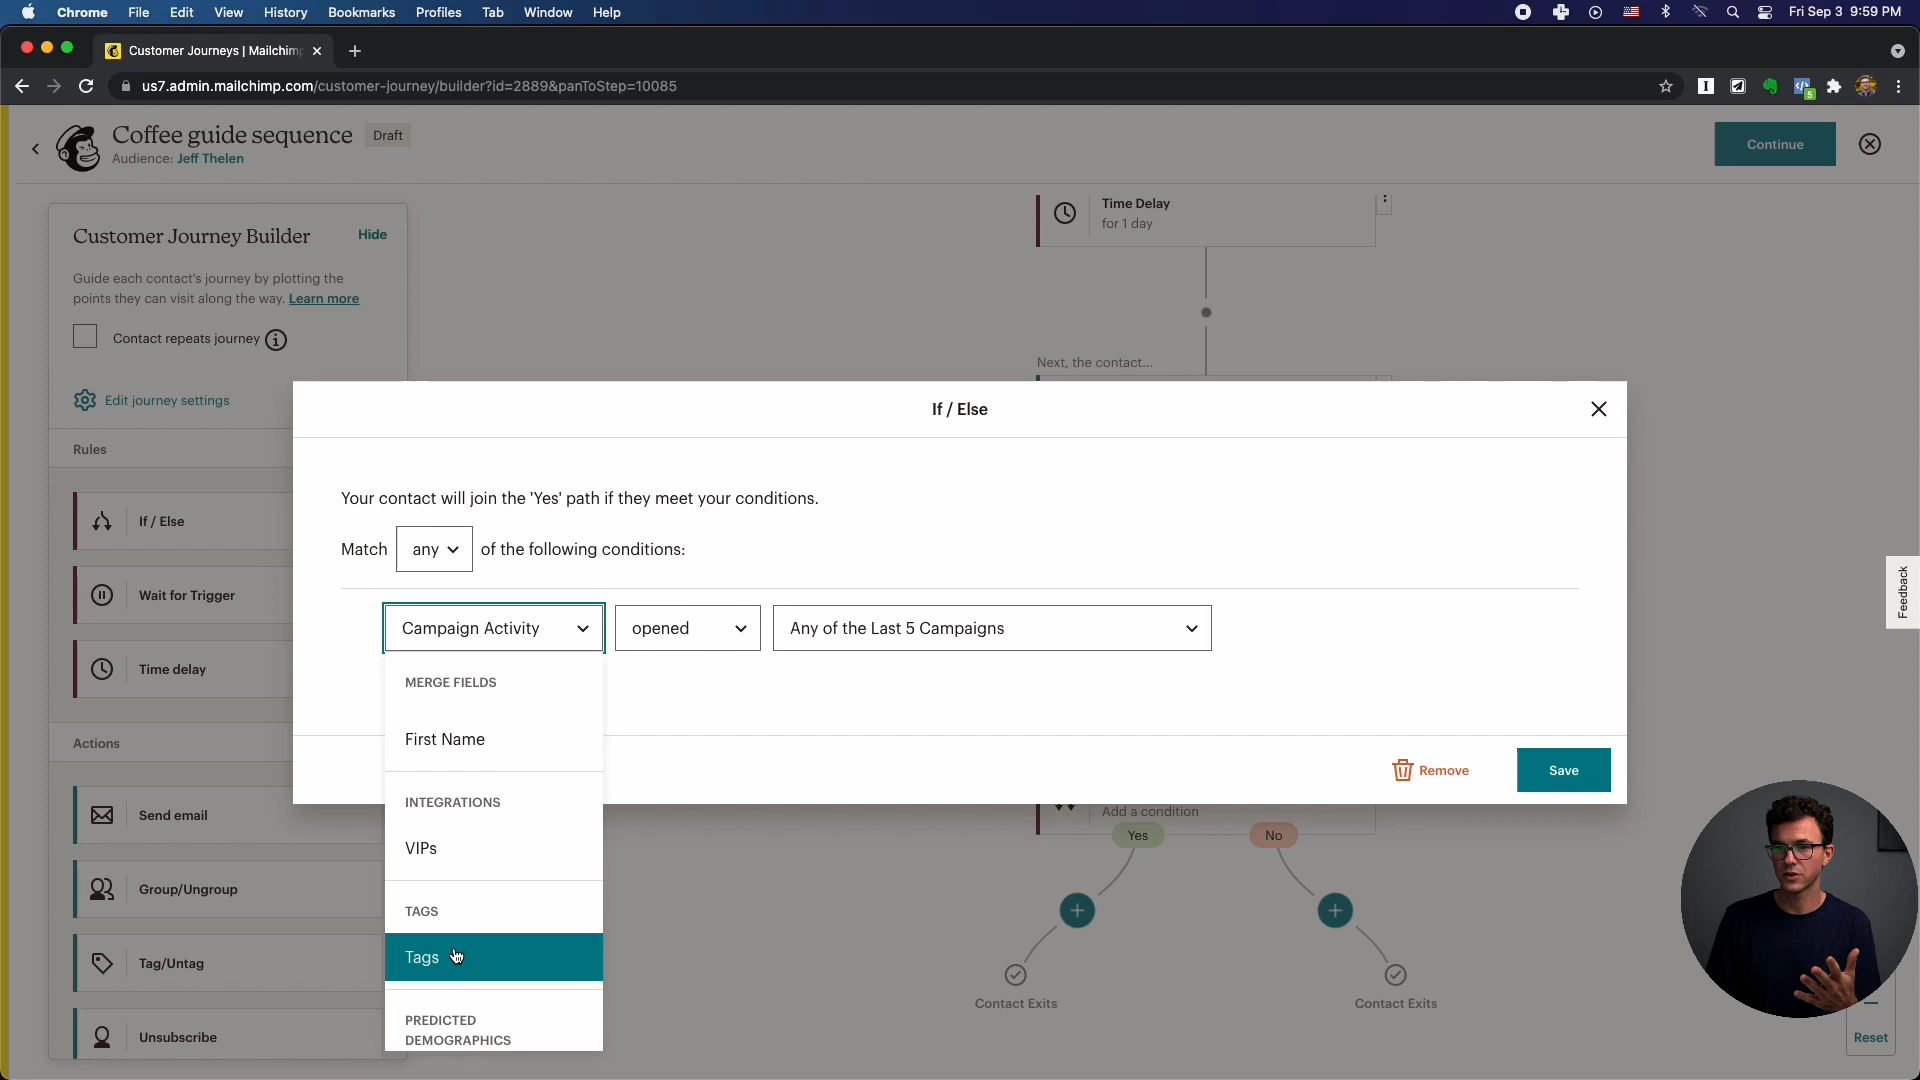 Chrome File Edit View History Bookmarks Profiles Tab Window Help
Fri Sep 3 9:59 PM
Customer Journeys | Mailchimp
us7.admin.mailchimp.com/customer-journey/builder?id=2889&panToStep=10085
5
Coffee guide sequence
Draft
Audience: Jeff Thelen
Continue
Customer Journey Builder
Hide
Guide each contact's journey by plotting the
points they can visit along the way. Learn more
Contact repeats journey
Edit journey settings
Rules
If / Else
Wait for Trigger
Time delay
Actions
Send email
Group/Ungroup
Tag/Untag
Unsubscribe
Time Delay
for 1 day
Next, the contact...
If / Else
Your contact will join the 'Yes' path if they meet your conditions.
Match any of the following conditions:
Campaign Activity
opened
Any of the Last 5 Campaigns
MERGE FIELDS
First Name
INTEGRATIONS
VIPs
TAGS
Tags
PREDICTED
DEMOGRAPHICS
Remove
Save
Add a condition
Yes
No
Contact Exits
Contact Exits
Feedback
Reset